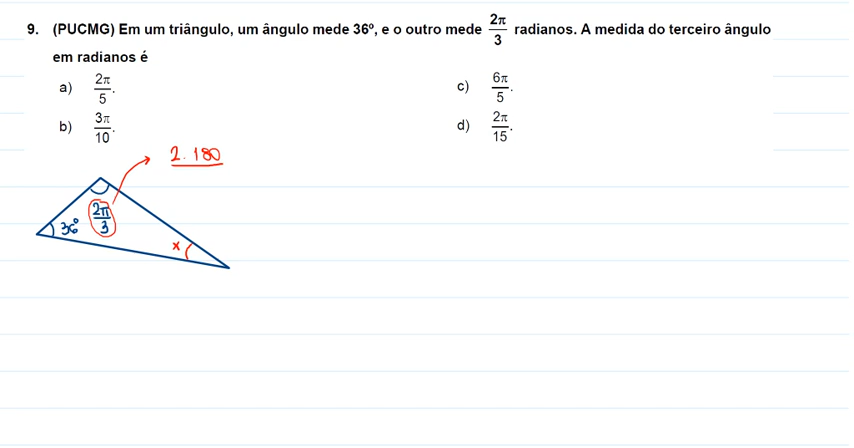 9. (PUCMG) Em um triângulo, um ângulo mede 36º, e o outro mede 2π/3 radianos. A medida do terceiro ângulo
em radianos é
a) 2π/5.
c) 6π/5.
b) 3π/10.
d) 2π/15.
2. 180
36° 2π/3
x